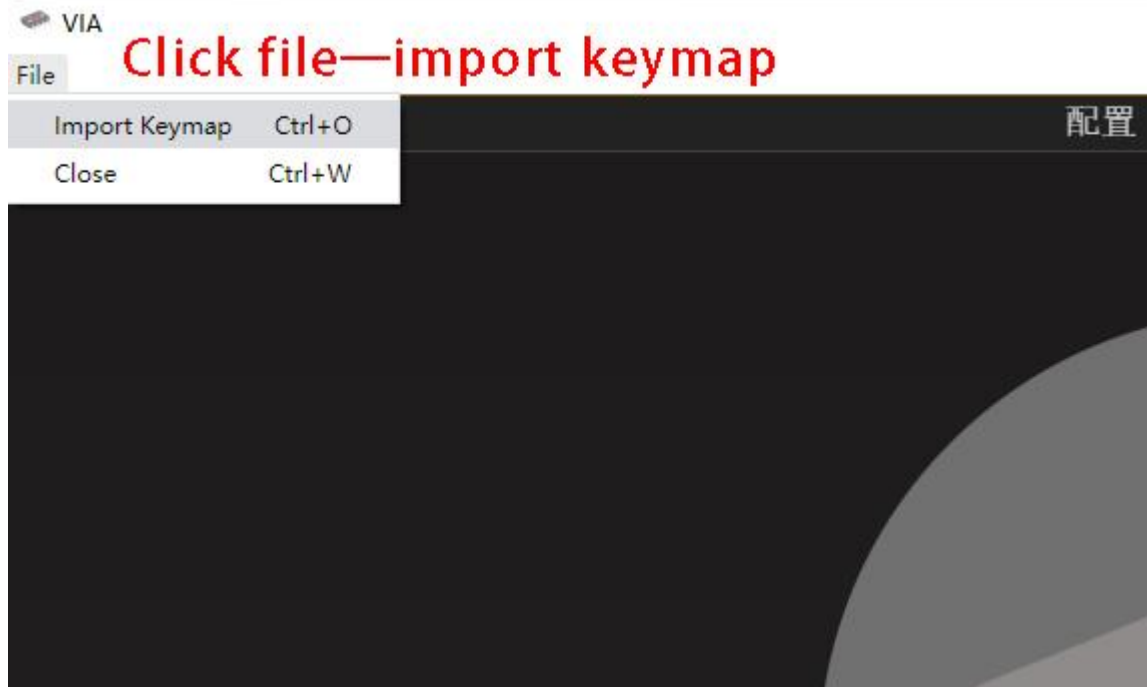 VIA
Click file—import keymap
File
Import Keymap Ctrl+O
配置
Close Ctrl+W